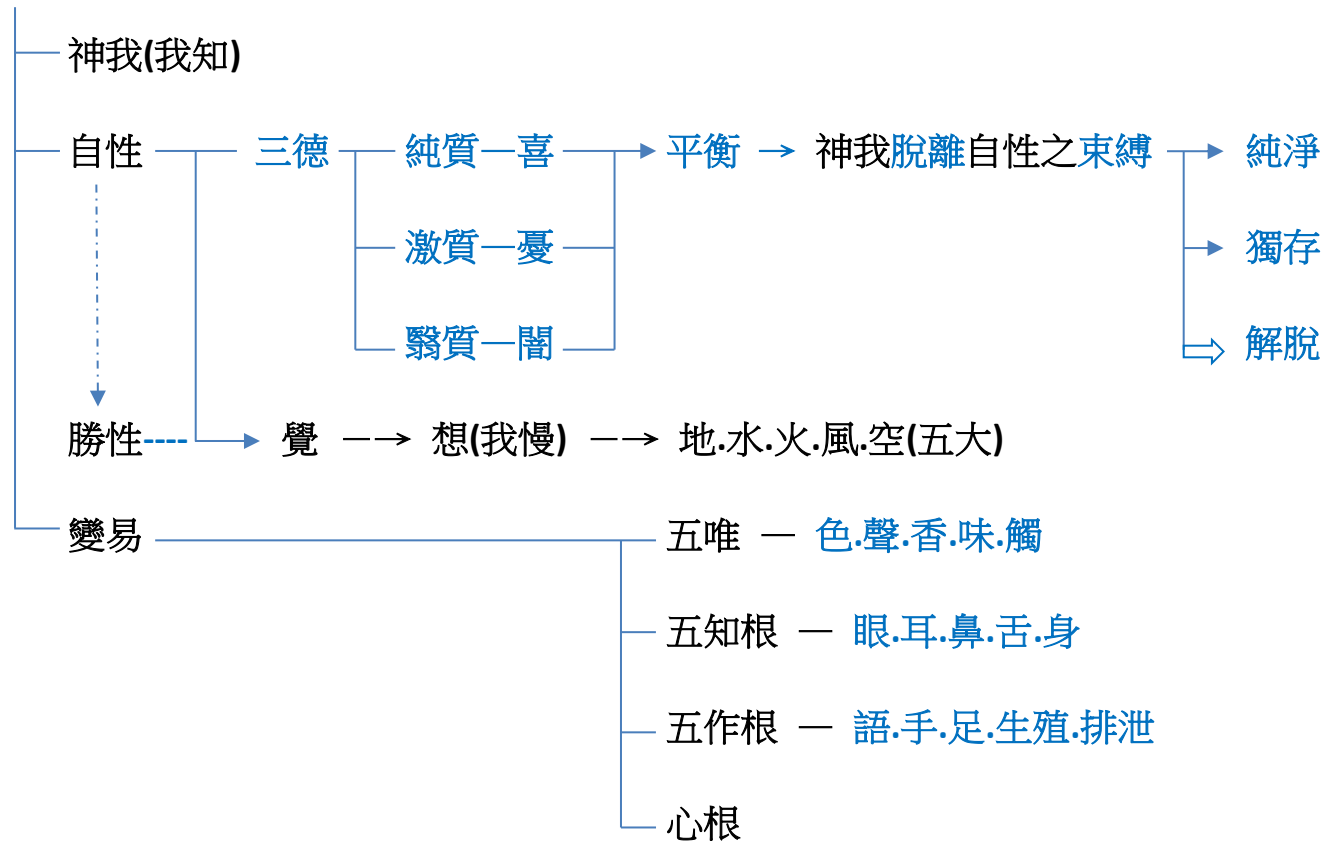 神我(我知)
自性 三德 純質—喜 平衡 → 神我脫離自性之束縛 純淨
激質—憂 獨存
翳質—闇 解脫
勝性---- 覺 —→ 想(我慢) —→ 地.水.火.風.空(五大)
變易 五唯 — 色.聲.香.味.觸
五知根 — 眼.耳.鼻.舌.身
五作根 — 語.手.足.生殖.排泄
心根